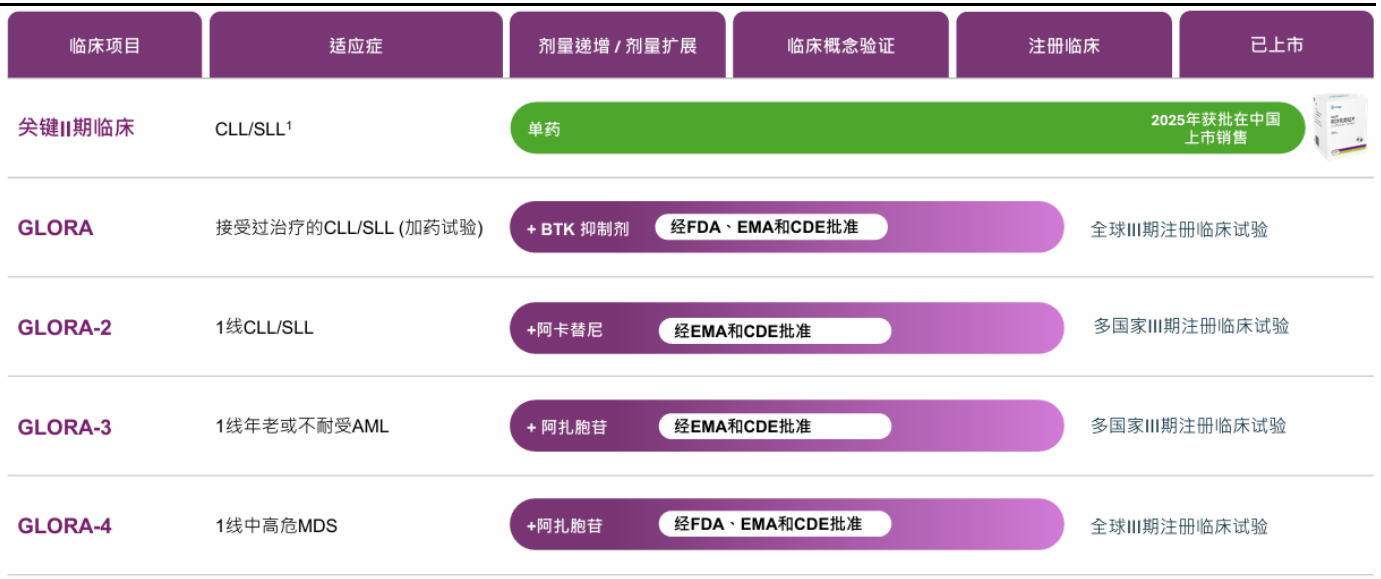 临床项目
适应症
剂量递增 / 剂量扩展
临床概念验证
注册临床
已上市
关键II期临床
CLL/SLL¹
单药
2025年获批在中国
上市销售
GLORA
接受过治疗的CLL/SLL (加药试验)
+ BTK 抑制剂
经FDA、EMA和CDE批准
全球III期注册临床试验
GLORA-2
1线CLL/SLL
+阿卡替尼
经EMA和CDE批准
多国家III期注册临床试验
GLORA-3
1线年老或不耐受AML
+ 阿扎胞苷
经EMA和CDE批准
多国家III期注册临床试验
GLORA-4
1线中高危MDS
+阿扎胞苷
经FDA、EMA和CDE批准
全球III期注册临床试验